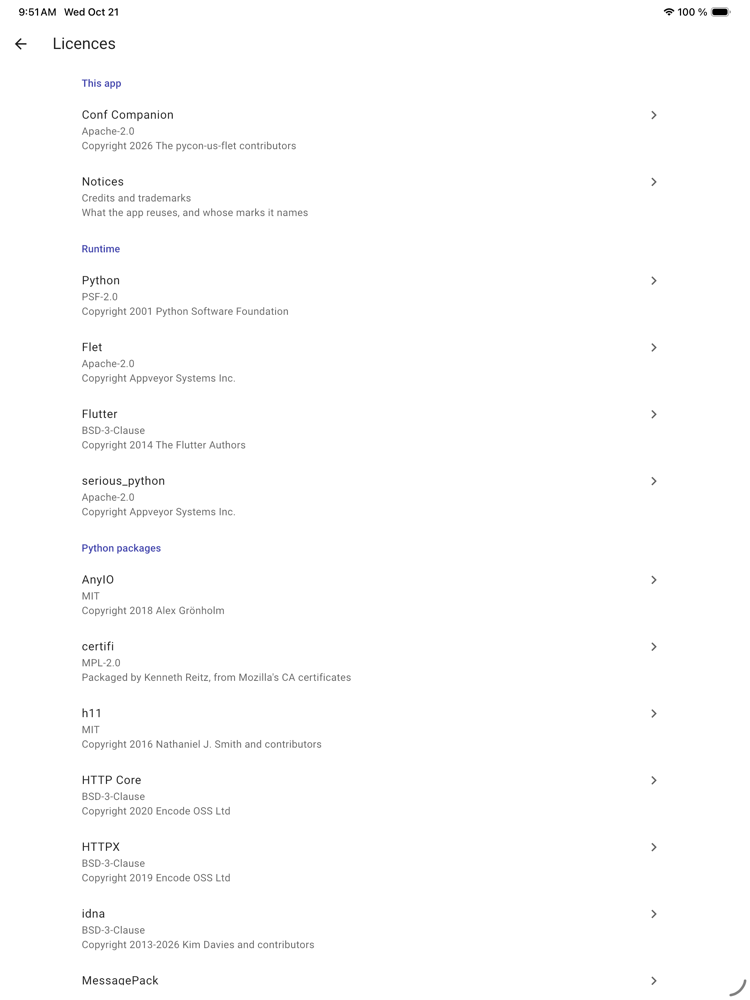 9:51 AM Wed Oct 21
100 %
Licences
This app
Conf Companion
Apache-2.0
Copyright 2026 The pycon-us-flet contributors
Notices
Credits and trademarks
What the app reuses, and whose marks it names
Runtime
Python
PSF-2.0
Copyright 2001 Python Software Foundation
Flet
Apache-2.0
Copyright Appveyor Systems Inc.
Flutter
BSD-3-Clause
Copyright 2014 The Flutter Authors
serious_python
Apache-2.0
Copyright Appveyor Systems Inc.
Python packages
AnyIO
MIT
Copyright 2018 Alex Grönholm
certifi
MPL-2.0
Packaged by Kenneth Reitz, from Mozilla's CA certificates
h11
MIT
Copyright 2016 Nathaniel J. Smith and contributors
HTTP Core
BSD-3-Clause
Copyright 2020 Encode OSS Ltd
HTTPX
BSD-3-Clause
Copyright 2019 Encode OSS Ltd
idna
BSD-3-Clause
Copyright 2013-2026 Kim Davies and contributors
MessagePack